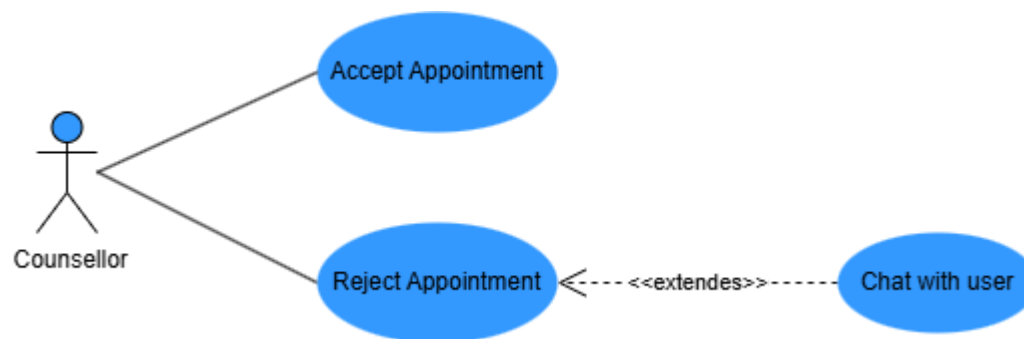 Accept Appointment
Counsellor
Reject Appointment
<<extendes>>
Chat with user